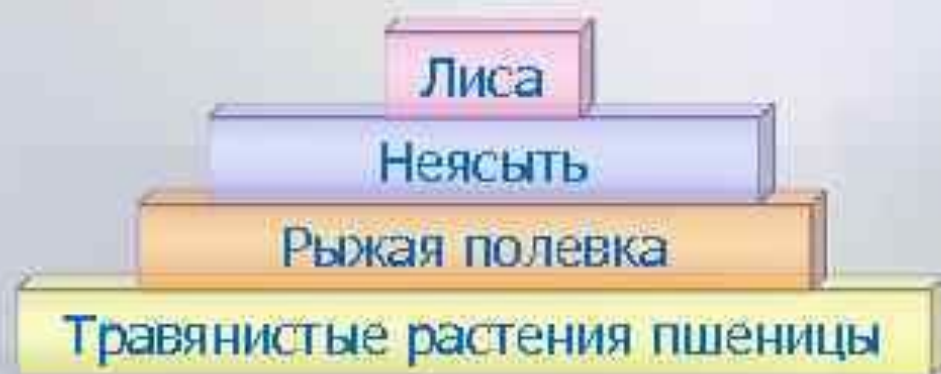 Лиса
Неясыть
Рыжая полевка
Травянистые растения пшеницы